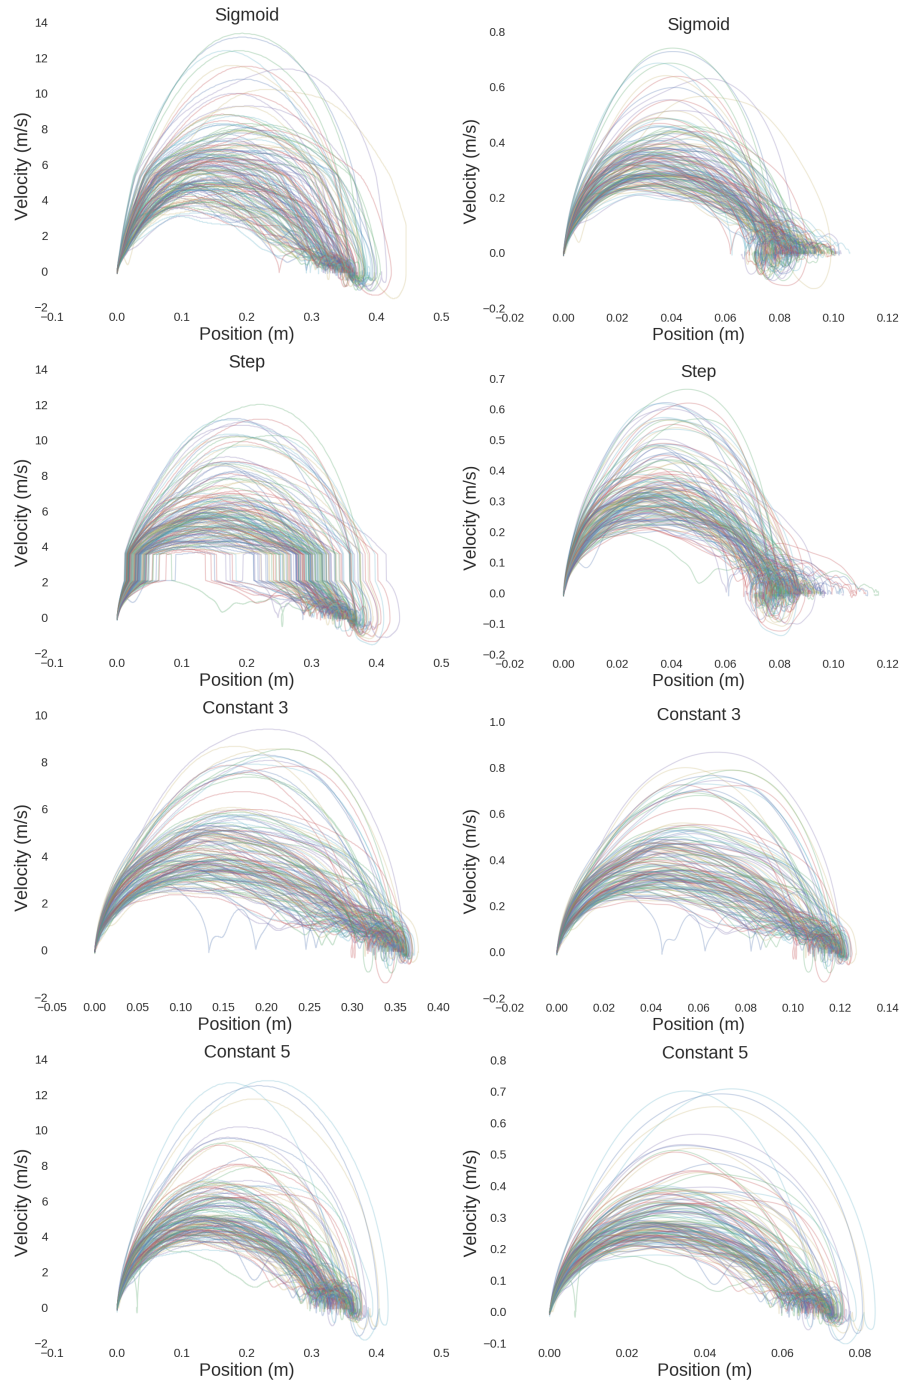 Sigmoid
14
12
10
8
6
4
2
0
−2
−0.1 0.0 0.1 0.2 0.3 0.4 0.5
Velocity (m/s)
Position (m)
Sigmoid
0.8
0.6
0.4
0.2
0.0
−0.2
−0.02 0.00 0.02 0.04 0.06 0.08 0.10 0.12
Velocity (m/s)
Position (m)
Step
14
12
10
8
6
4
2
0
−2
−0.1 0.0 0.1 0.2 0.3 0.4 0.5
Velocity (m/s)
Position (m)
Step
0.7
0.6
0.5
0.4
0.3
0.2
0.1
0.0
−0.1
−0.2
−0.02 0.00 0.02 0.04 0.06 0.08 0.10 0.12
Velocity (m/s)
Position (m)
Constant 3
10
8
6
4
2
0
−2
−0.05 0.00 0.05 0.10 0.15 0.20 0.25 0.30 0.35 0.40
Velocity (m/s)
Position (m)
Constant 3
1.0
0.8
0.6
0.4
0.2
0.0
−0.2
−0.02 0.00 0.02 0.04 0.06 0.08 0.10 0.12 0.14
Velocity (m/s)
Position (m)
Constant 5
14
12
10
8
6
4
2
0
−2
−0.1 0.0 0.1 0.2 0.3 0.4 0.5
Velocity (m/s)
Position (m)
Constant 5
0.8
0.7
0.6
0.5
0.4
0.3
0.2
0.1
0.0
−0.1
0.00 0.02 0.04 0.06 0.08
Velocity (m/s)
Position (m)